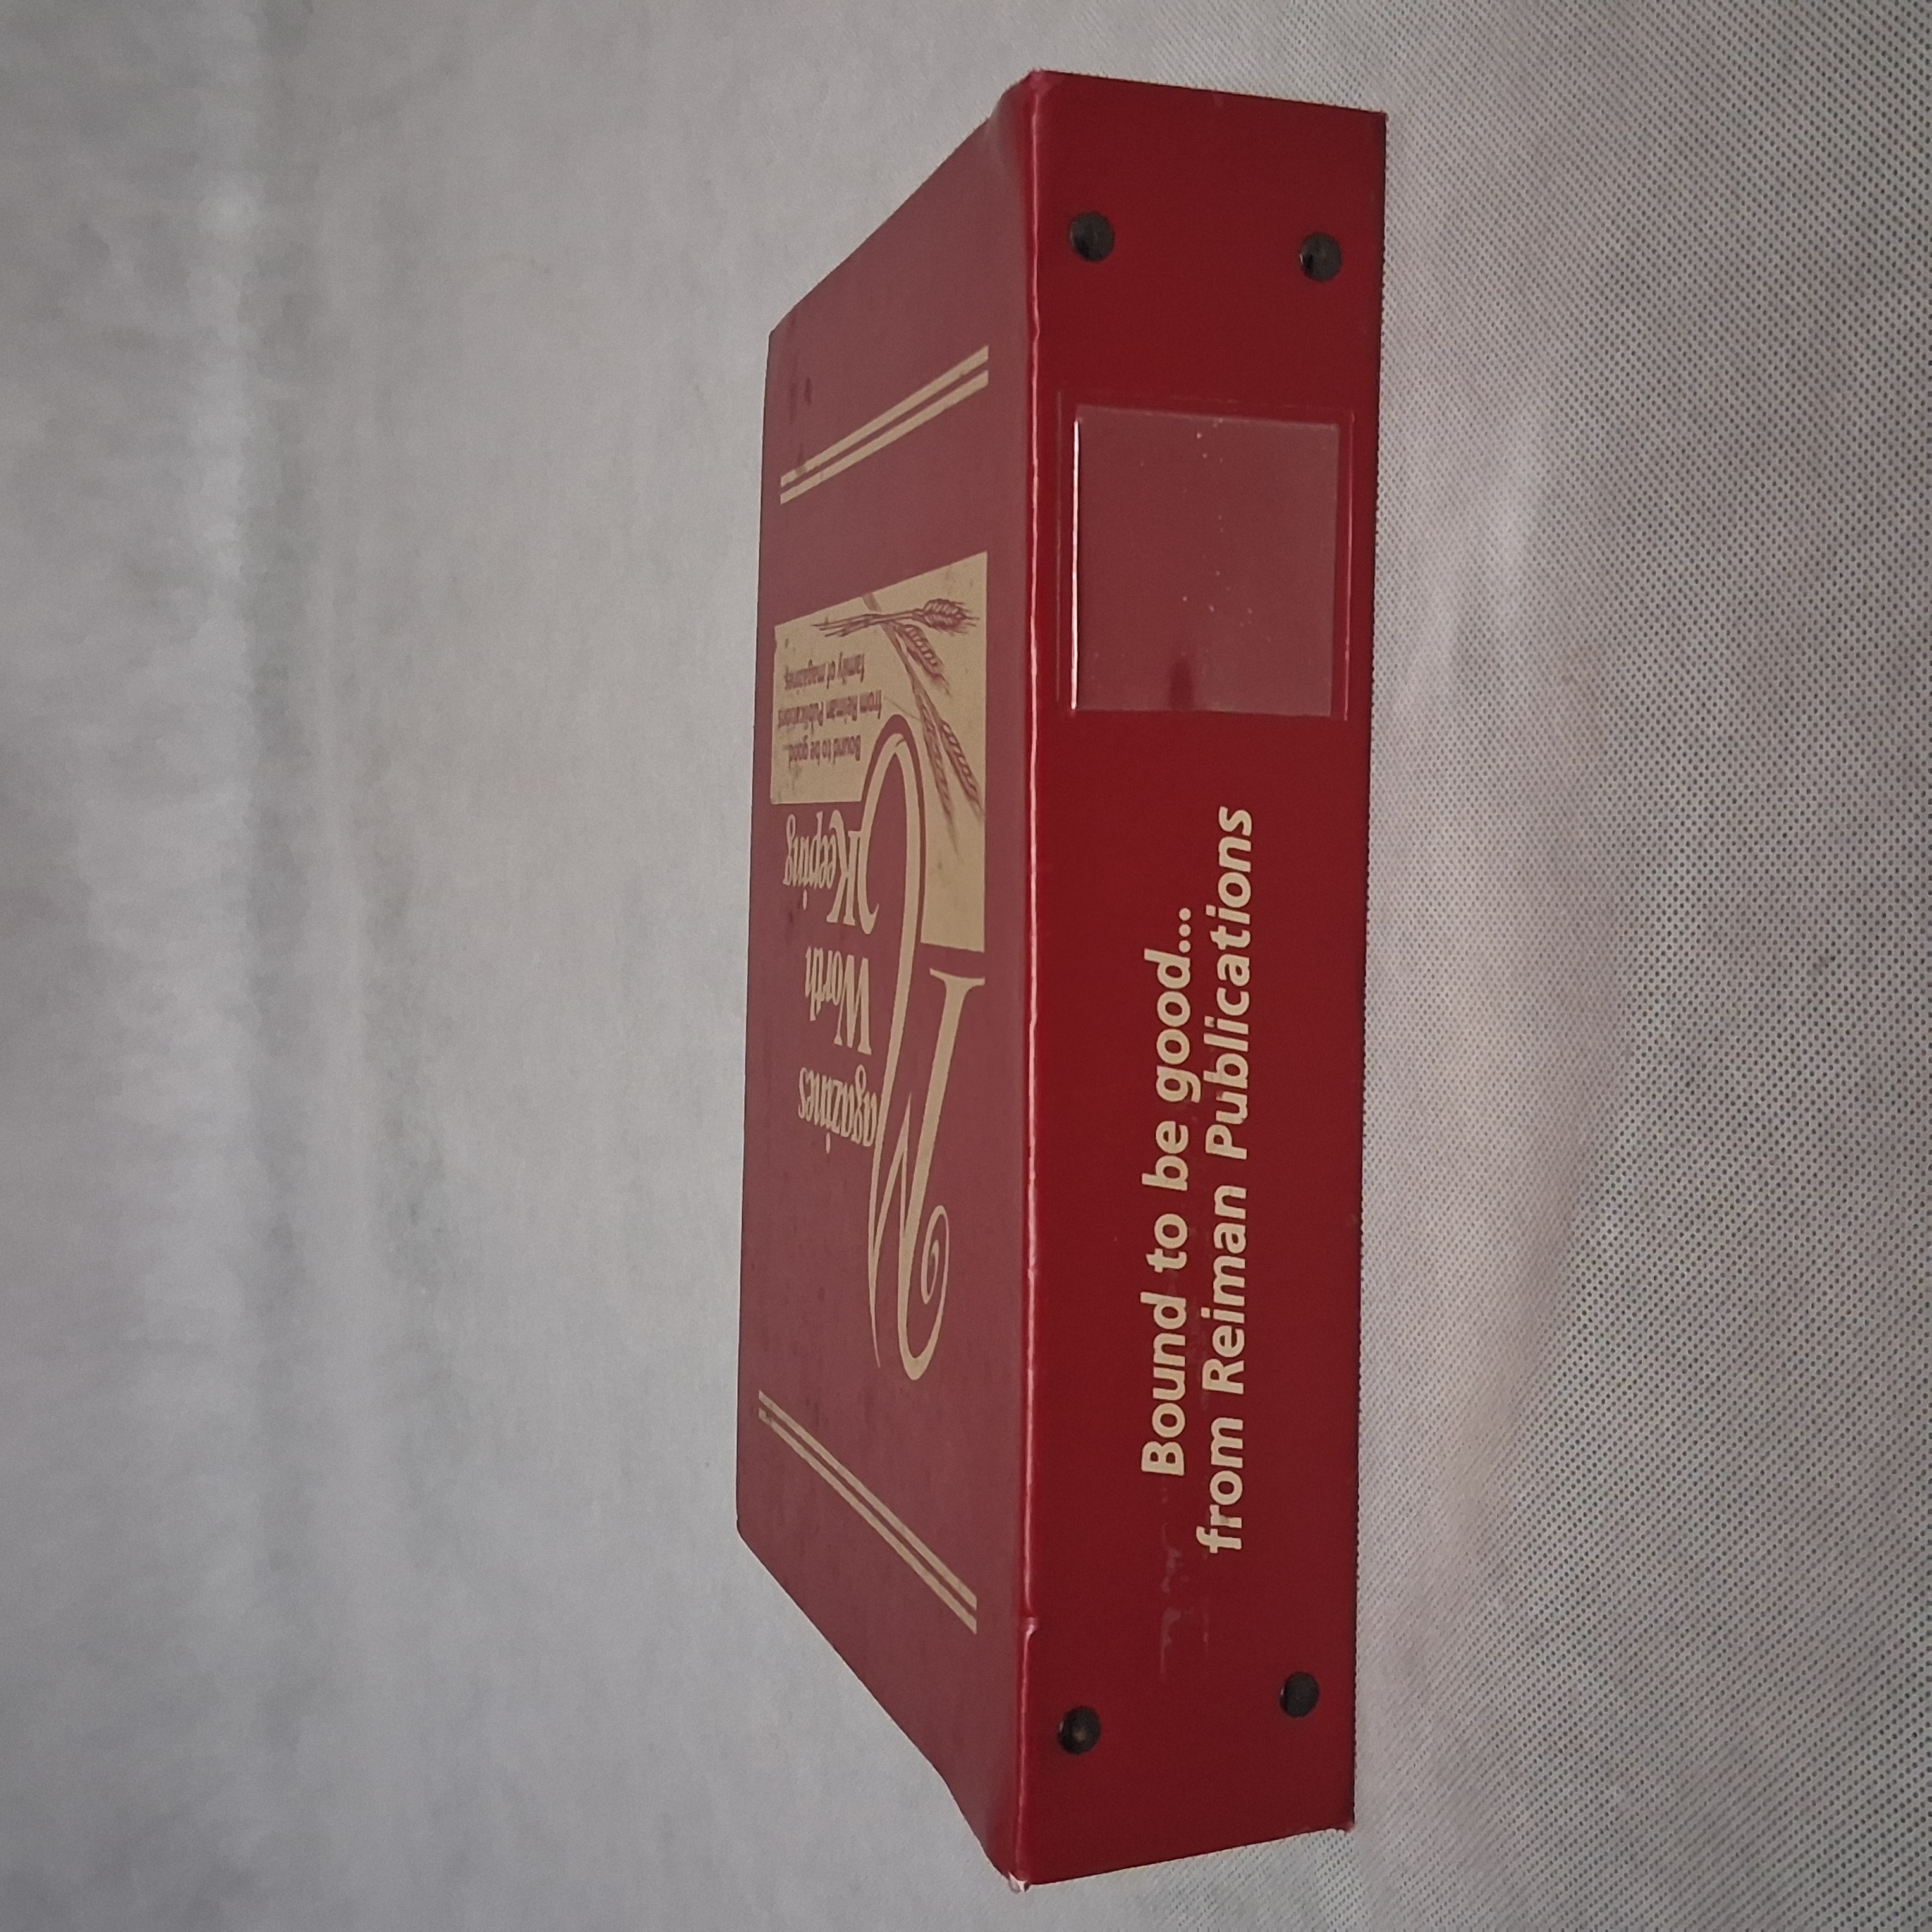 Magazines
Worth
Keeping
Bound to be good...
from Reiman Publications
family of magazines.
Bound to be good...
from Reiman Publications